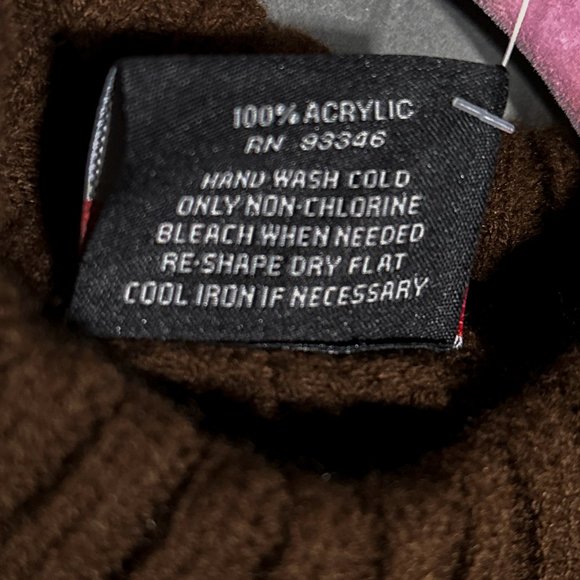 100% ACRYLIC
RN 93346
HAND WASH COLD
ONLY NON-CHLORINE
BLEACH WHEN NEEDED
RE-SHAPE DRY FLAT
COOL IRON IF NECESSARY